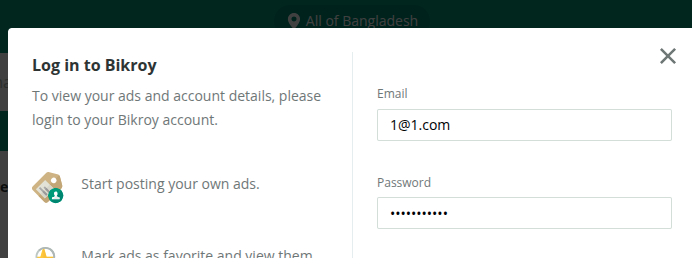 All of Bangladesh
Log in to Bikroy
To view your ads and account details, please
login to your Bikroy account.
Start posting your own ads.
Mark ads as favorite and view them
Email
1@1.com
Password
•••••••••••